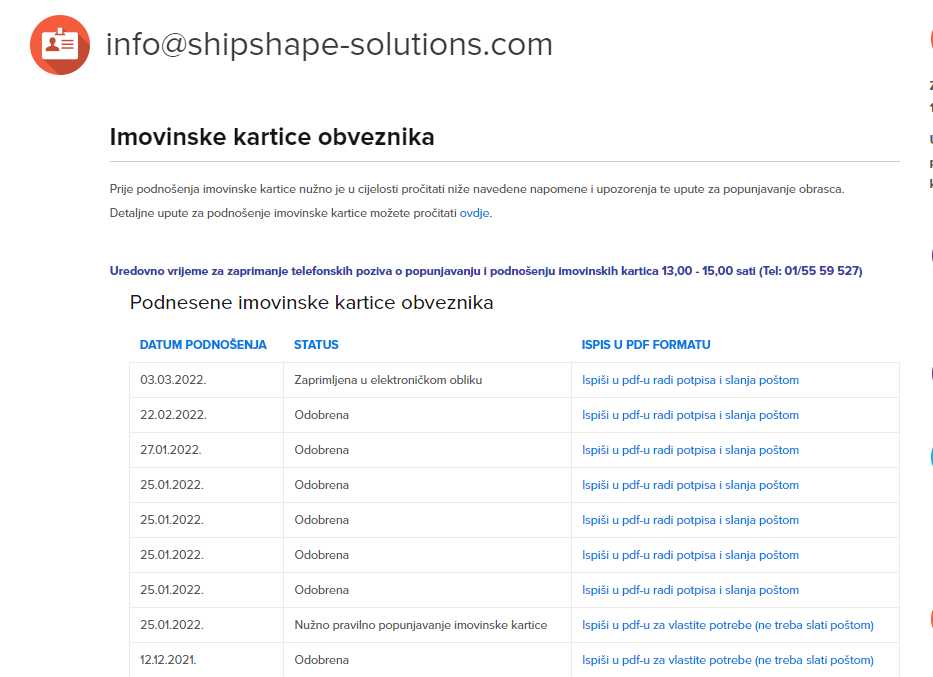 info@shipshape-solutions.com
Imovinske kartice obveznika
Prije podnošenja imovinske kartice nužno je u cijelosti pročitati niže navedene napomene i upozorenja te upute za popunjavanje obrasca.
Detaljne upute za podnošenje imovinske kartice možete pročitati ovdje.
Uredovno vrijeme za zaprimanje telefonskih poziva o popunjavanju i podnošenju imovinskih kartica 13,00 - 15,00 sati (Tel: 01/55 59 527)
Podnesene imovinske kartice obveznika
DATUM PODNOŠENJA STATUS ISPIS U PDF FORMATU
03.03.2022. Zaprimljena u elektroničkom obliku Ispiši u pdf-u radi potpisa i slanja poštom
22.02.2022. Odobrena Ispiši u pdf-u radi potpisa i slanja poštom
27.01.2022. Odobrena Ispiši u pdf-u radi potpisa i slanja poštom
25.01.2022. Odobrena Ispiši u pdf-u radi potpisa i slanja poštom
25.01.2022. Odobrena Ispiši u pdf-u radi potpisa i slanja poštom
25.01.2022. Odobrena Ispiši u pdf-u radi potpisa i slanja poštom
25.01.2022. Odobrena Ispiši u pdf-u radi potpisa i slanja poštom
25.01.2022. Nužno pravilno popunjavanje imovinske kartice Ispiši u pdf-u za vlastite potrebe (ne treba slati poštom)
12.12.2021. Odobrena Ispiši u pdf-u za vlastite potrebe (ne treba slati poštom)